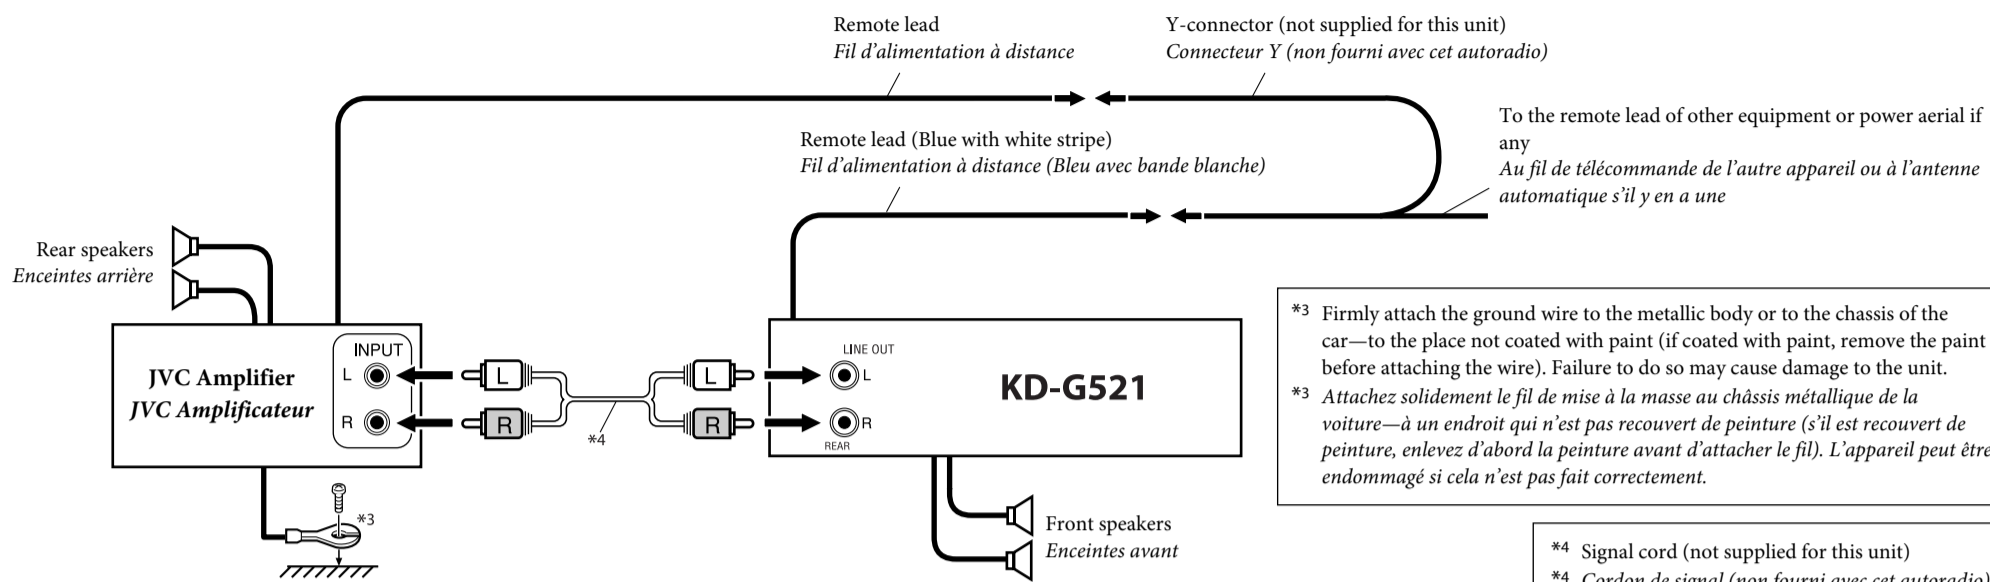 Remote lead
Fil d’alimentation à distance
Y-connector (not supplied for this unit)
Connecteur Y (non fourni avec cet autoradio)
To the remote lead of other equipment or power aerial if
any
Au fil de télécommande de l’autre appareil ou à l’antenne
automatique s’il y en a une
Remote lead (Blue with white stripe)
Fil d’alimentation à distance (Bleu avec bande blanche)
Rear speakers
Enceintes arrière
JVC Amplifier
JVC Amplificateur
INPUT
L
R
L
R
*4
L
R
LINE OUT
L
R
REAR
KD-G521
*3
Front speakers
Enceintes avant
*3 Firmly attach the ground wire to the metallic body or to the chassis of the
car—to the place not coated with paint (if coated with paint, remove the paint
before attaching the wire). Failure to do so may cause damage to the unit.
*3 Attachez solidement le fil de mise à la masse au châssis métallique de la
voiture—à un endroit qui n’est pas recouvert de peinture (s’il est recouvert de
peinture, enlevez d’abord la peinture avant d’attacher le fil). L’appareil peut être
endommagé si cela n’est pas fait correctement.
*4 Signal cord (not supplied for this unit)
*4 Cordon de signal (non fourni avec cet autoradio)